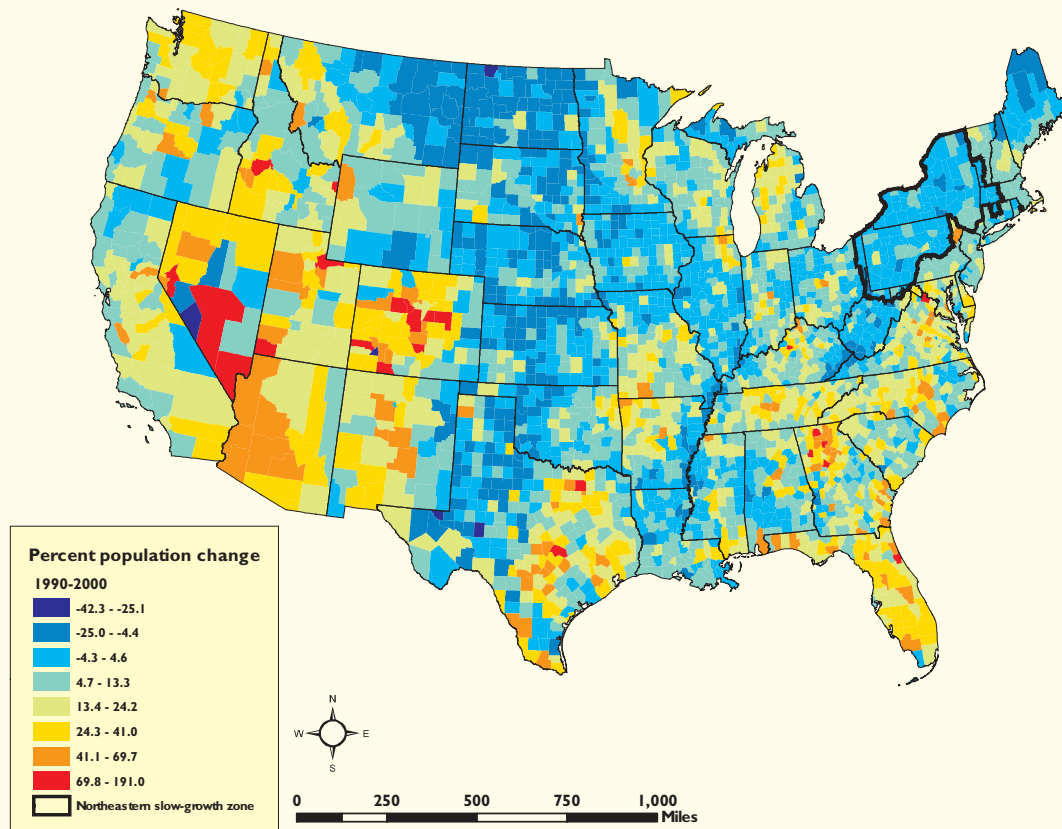 Percent population change
1990-2000
-42.3 - -25.1
-25.0 - -4.4
-4.3 - 4.6
4.7 - 13.3
13.4 - 24.2
24.3 - 41.0
41.1 - 69.7
69.8 - 191.0
Northeastern slow-growth zone
N
W E
S
0 250 500 750 1,000
Miles